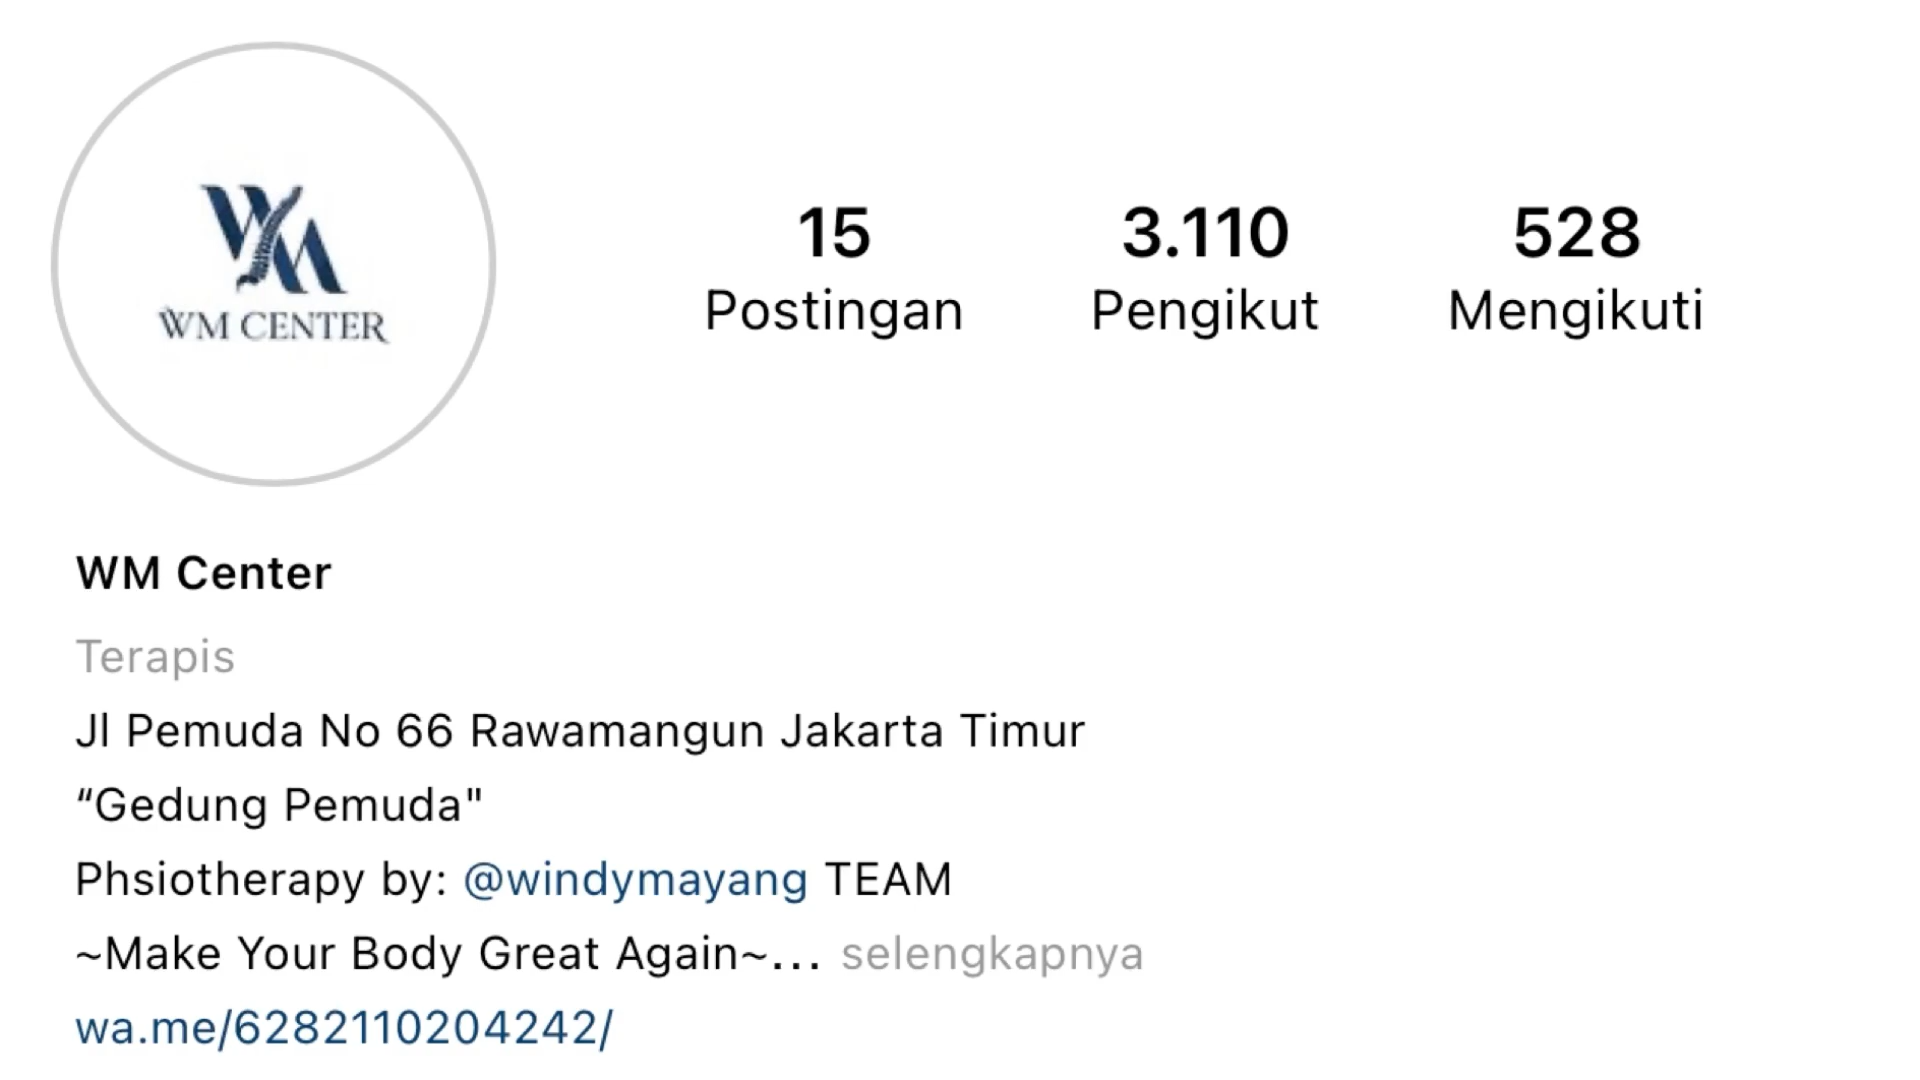 WM CENTER
15 3.110 528
Postingan Pengikut Mengikuti
WM Center
Terapis
Jl Pemuda No 66 Rawamangun Jakarta Timur
“Gedung Pemuda"
Phsiotherapy by: @windymayang TEAM
~Make Your Body Great Again~... selengkapnya
wa.me/6282110204242/